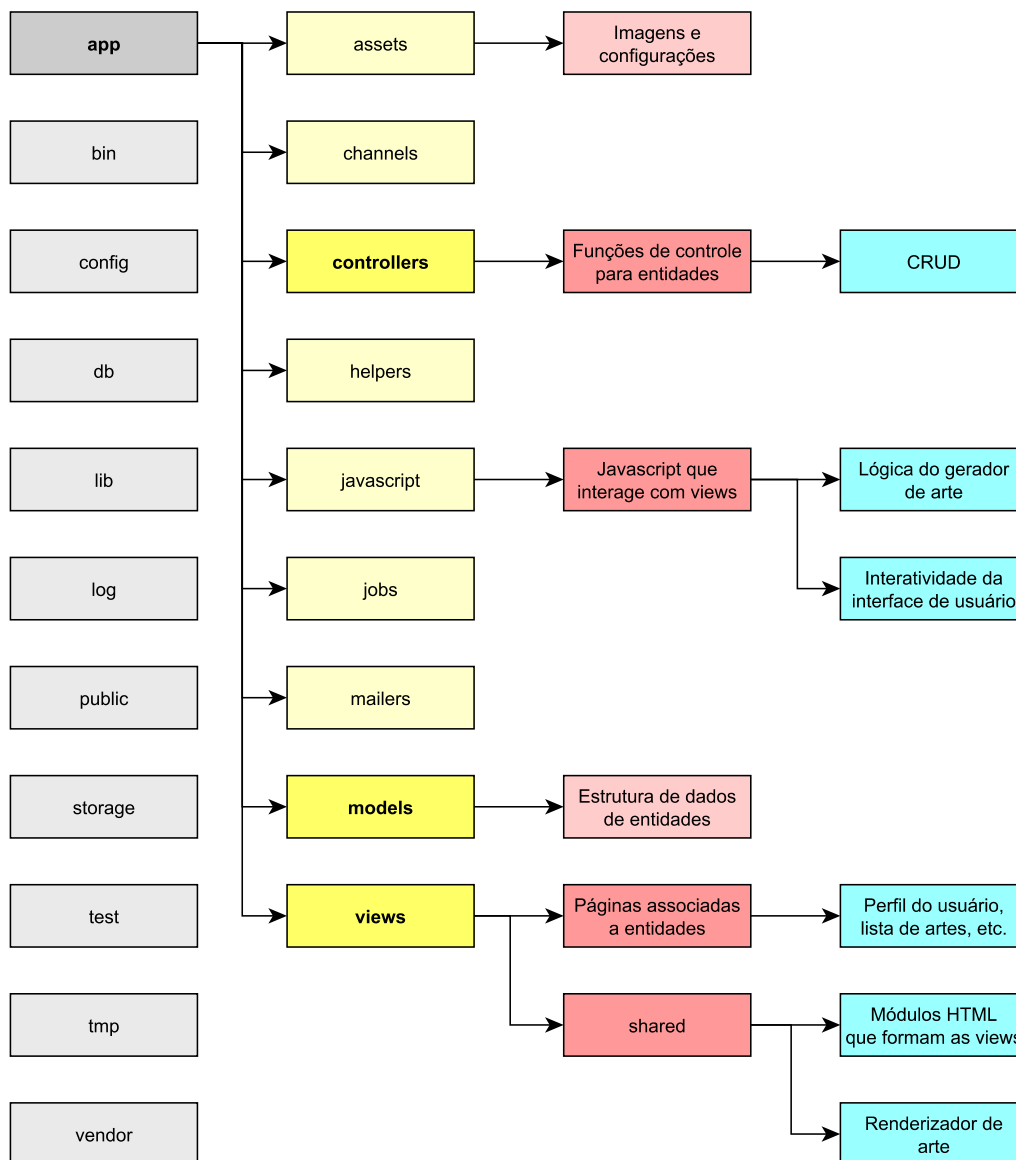 app
assets
Imagens e
configurações
bin
channels
config
controllers
Funções de controle
para entidades
CRUD
db
helpers
lib
javascript
Javascript que
interage com views
Lógica do gerador
de arte
log
jobs
Interatividade da
interface de usuário
public
mailers
storage
models
Estrutura de dados
de entidades
test
views
Páginas associadas
a entidades
Perfil do usuário,
lista de artes, etc.
tmp
shared
Módulos HTML
que formam as views
vendor
Renderizador de
arte